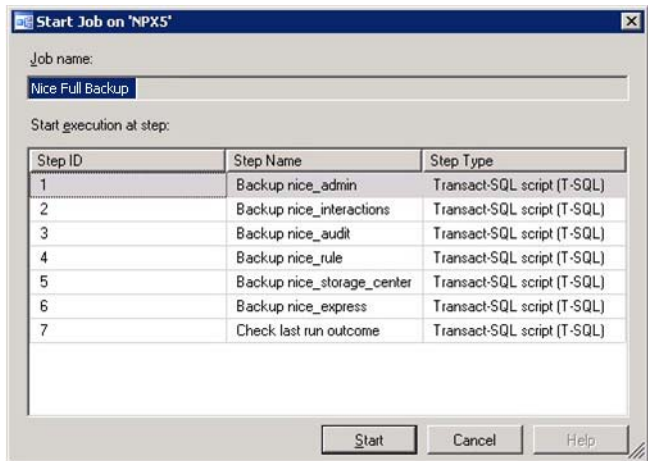 Start Job on 'NPX5'
Job name:
Nice Full Backup
Start execution at step:
Step ID Step Name Step Type
1 Backup nice_admin Transact-SQL script (T-SQL)
2 Backup nice_interactions Transact-SQL script (T-SQL)
3 Backup nice_audit Transact-SQL script (T-SQL)
4 Backup nice_rule Transact-SQL script (T-SQL)
5 Backup nice_storage_center Transact-SQL script (T-SQL)
6 Backup nice_express Transact-SQL script (T-SQL)
7 Check last run outcome Transact-SQL script (T-SQL)
Start Cancel Help